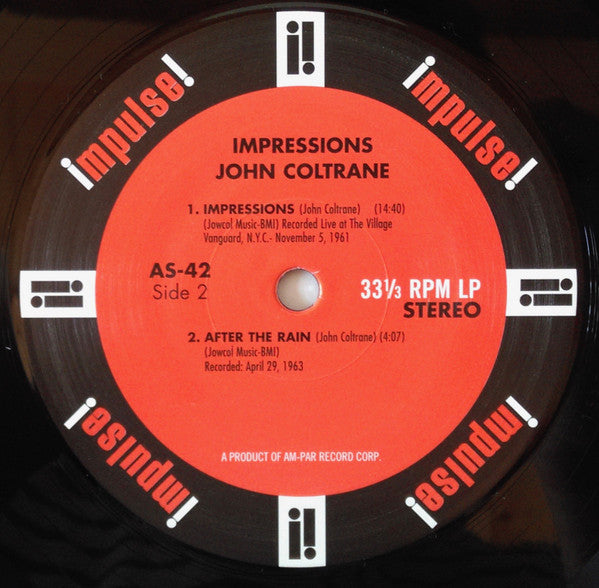 impulse!
impulse!
i!
IMPRESSIONS
JOHN COLTRANE
1. IMPRESSIONS (John Coltrane) (14:40)
(Jowcol Music-BMI) Recorded Live at The Village
Vanguard, N.Y.C.- November 5, 1961
AS-42
Side 2
33⅓ RPM LP
STEREO
i!
i!
2. AFTER THE RAIN (John Coltrane) (4:07)
(Jowcol Music-BMI)
Recorded: April 29, 1963
A PRODUCT OF AM-PAR RECORD CORP.
impulse!
impulse!
i!